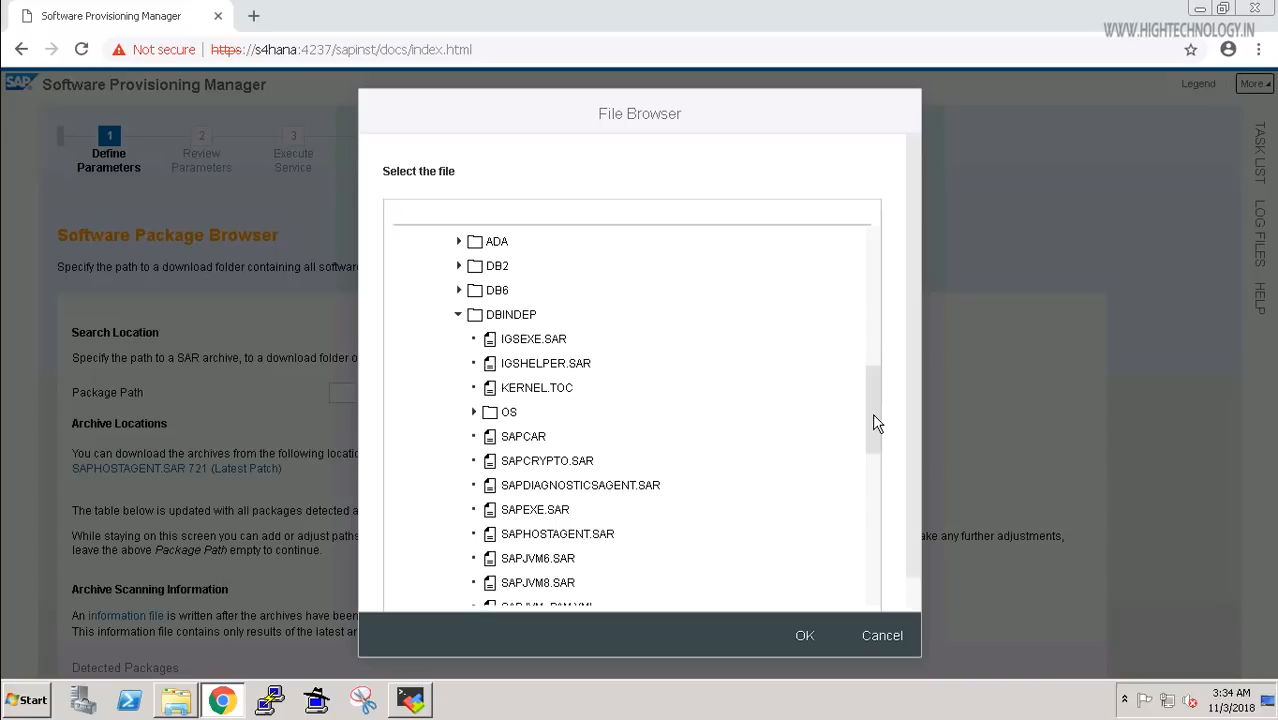 Software Provisioning Manager
WWW.HIGHTECHNOLOGY.IN
Not secure
https://s4hana:4237/sapinst/docs/index.html
SAP Software Provisioning Manager
Legend
More
1
2
3
Define
Parameters
Review
Parameters
Execute
Service
TASK LIST
LOG FILES
HELP
Software Package Browser
Specify the path to a download folder containing all software
Search Location
Specify the path to a SAR archive, to a download folder o
Package Path
Archive Locations
You can download the archives from the following locatio
SAPHOSTAGENT.SAR 721 (Latest Patch)
The table below is updated with all packages detected a
While staying on this screen you can add or adjust paths
ake any further adjustments,
leave the above Package Path empty to continue.
Archive Scanning Information
An information file is written after the archives have been
This information file contains only results of the latest ar
Detected Packages
File Browser
Select the file
ADA
DB2
DB6
DBINDEP
IGSEXE.SAR
IGSHELPER.SAR
KERNEL.TOC
OS
SAPCAR
SAPCRYPTO.SAR
SAPDIAGNOSTICSAGENT.SAR
SAPEXE.SAR
SAPHOSTAGENT.SAR
SAPJVM6.SAR
SAPJVM8.SAR
OK
Cancel
Start
3:34 AM
11/3/2018